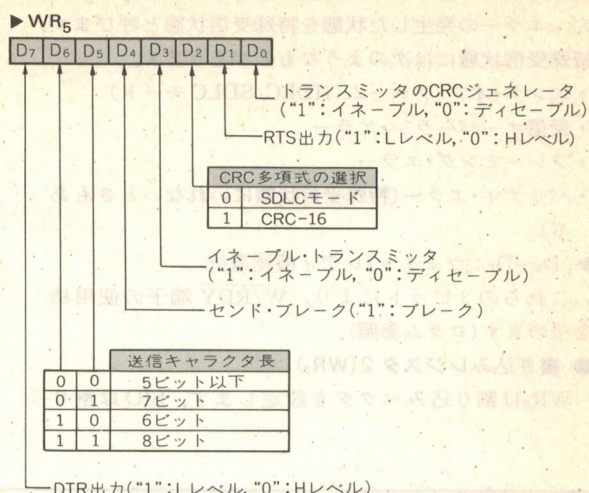 ▶WR5
D7 D6 D5 D4 D3 D2 D1 D0
トランスミッタのCRCジェネレータ
(“1”:イネーブル,“0”:ディセーブル)
RTS出力(“1”:Lレベル,“0”:Hレベル)
CRC多項式の選択
0 SDLCモード
1 CRC-16
イネーブル・トランスミッタ
(“1”:イネーブル,“0”:ディセーブル)
センド・ブレーク(“1”:ブレーク)
送信キャラクタ長
0 0 5ビット以下
0 1 7ビット
1 0 6ビット
1 1 8ビット
DTR出力(“1”:Lレベル,“0”:Hレベル)